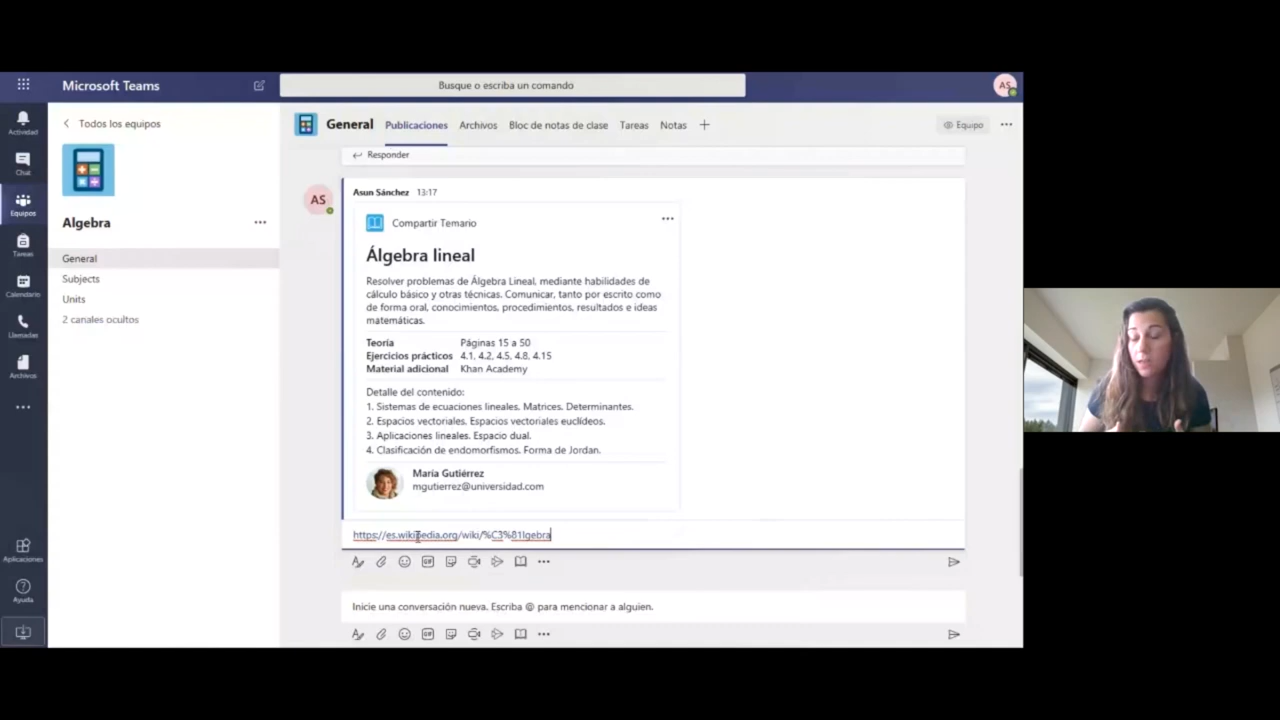 Microsoft Teams
Busque o escriba un comando
AS
Actividad
Chat
Equipos
Tareas
Calendario
Llamadas
Archivos
Aplicaciones
Ayuda
Todos los equipos
Algebra
General
Subjects
Units
2 canales ocultos
General Publicaciones Archivos Bloc de notas de clase Tareas Notas
Equipo
Responder
AS
Asun Sánchez 13:17
Compartir Temario
Álgebra lineal
Resolver problemas de Álgebra Lineal, mediante habilidades de
cálculo básico y otras técnicas. Comunicar, tanto por escrito como
de forma oral, conocimientos, procedimientos, resultados e ideas
matemáticas.
Teoría Páginas 15 a 50
Ejercicios prácticos 4.1, 4.2, 4.5, 4.8, 4.15
Material adicional Khan Academy
Detalle del contenido:
1. Sistemas de ecuaciones lineales. Matrices. Determinantes.
2. Espacios vectoriales. Espacios vectoriales euclídeos.
3. Aplicaciones lineales. Espacio dual.
4. Clasificación de endomorfismos. Forma de Jordan.
María Gutiérrez
mgutierrez@universidad.com
https://es.wikipedia.org/wiki/%C3%81lgebra
GIF
Inicie una conversación nueva. Escriba @ para mencionar a alguien.
GIF